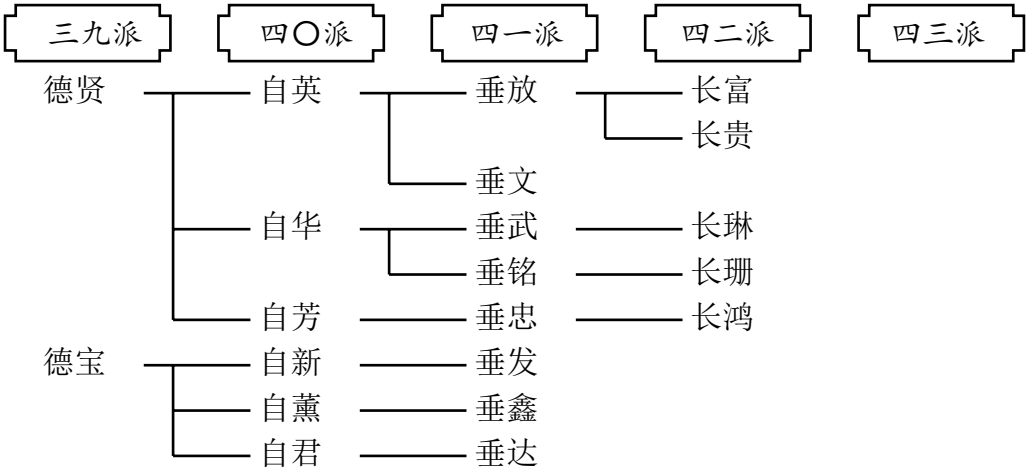 三九派 四〇派 四一派 四二派 四三派
德贤 自英 垂放 长富
长贵
垂文
自华 垂武 长琳
垂铭 长珊
自芳 垂忠 长鸿
德宝 自新 垂发
自薰 垂鑫
自君 垂达